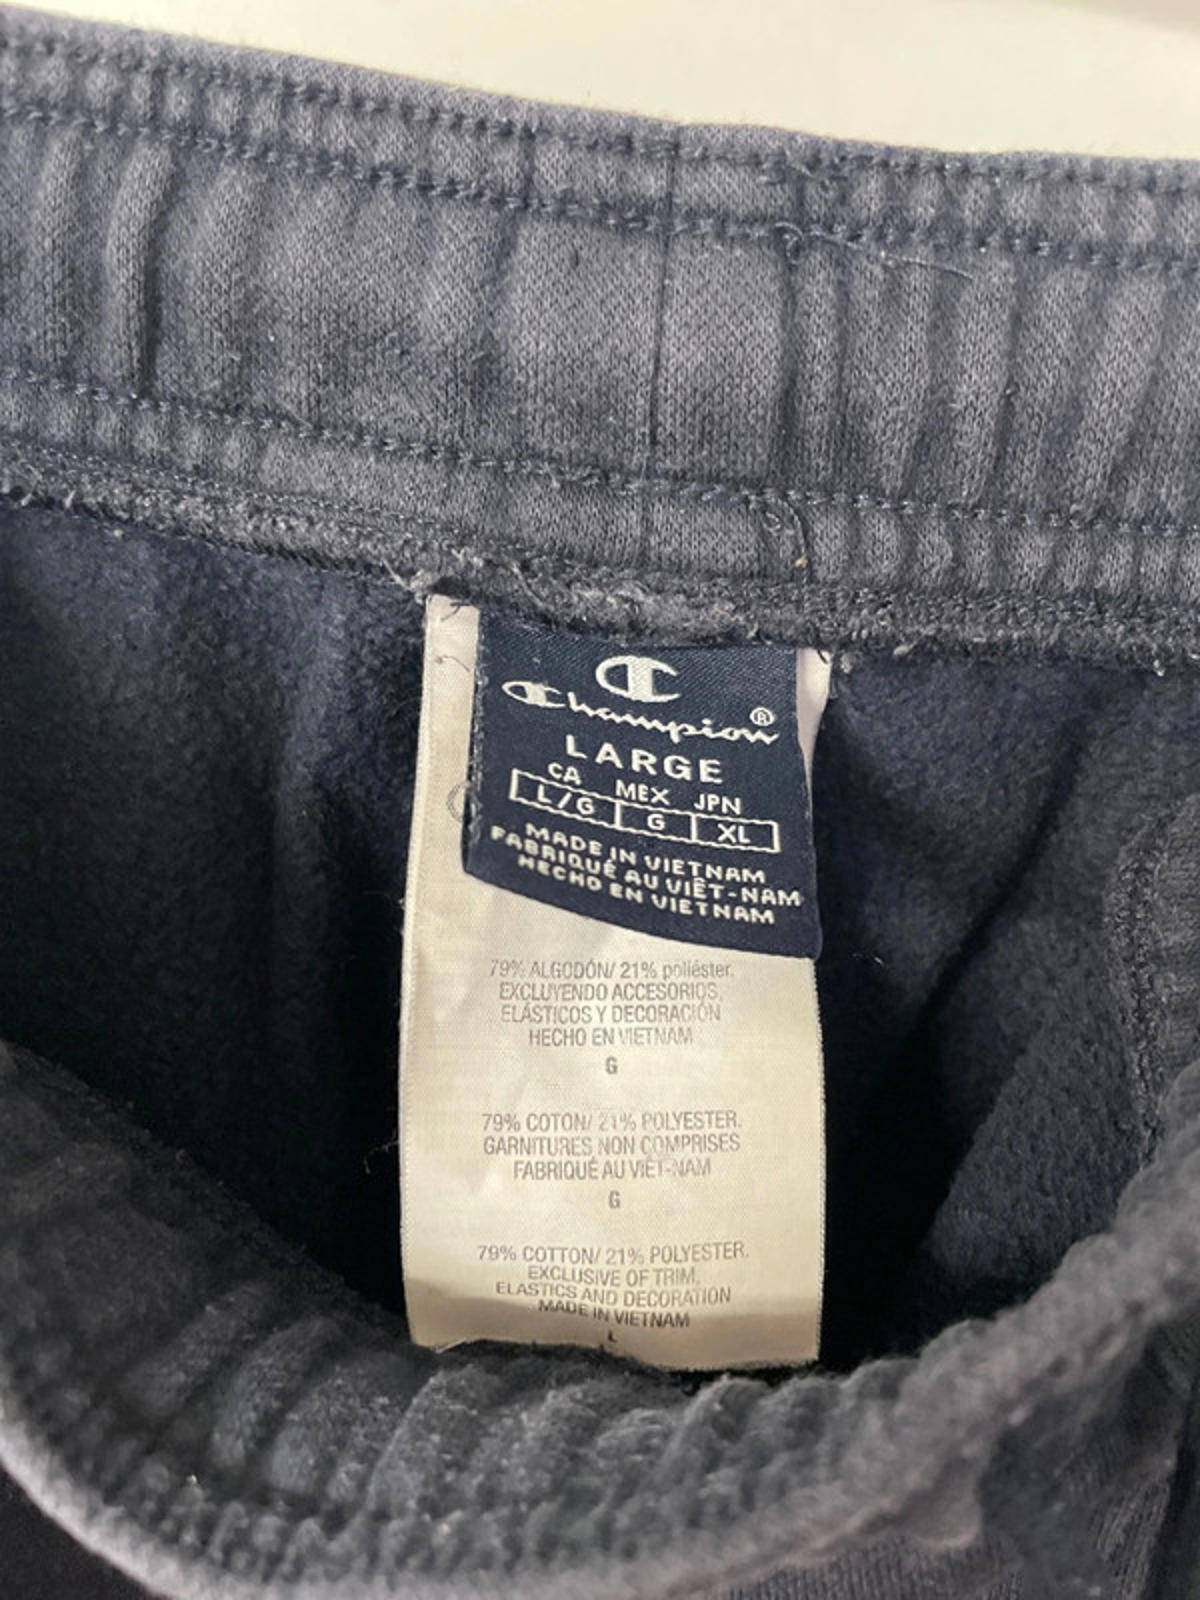 Champion®
LARGE
CA MEX JPN
L/G G XL
MADE IN VIETNAM
FABRIQUÉ AU VIÊT-NAM
HECHO EN VIETNAM
79% ALGODÓN/ 21% poliéster.
EXCLUYENDO ACCESORIOS,
ELÁSTICOS Y DECORACIÓN
HECHO EN VIETNAM
G
79% COTON/ 21% POLYESTER.
GARNITURES NON COMPRISES
FABRIQUÉ AU VIÊT-NAM
G
79% COTTON/ 21% POLYESTER.
EXCLUSIVE OF TRIM,
ELASTICS AND DECORATION
MADE IN VIETNAM
L